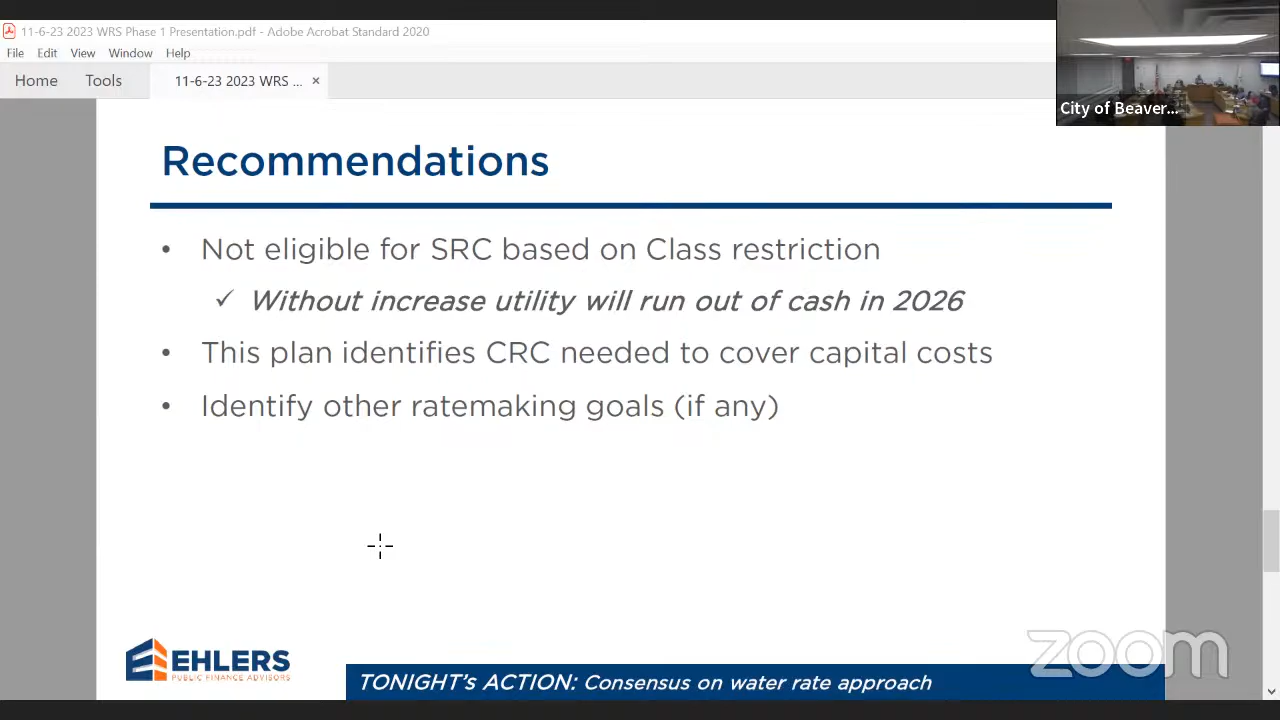 11-6-23 2023 WRS Phase 1 Presentation.pdf - Adobe Acrobat Standard 2020
File Edit View Window Help
Home Tools 11-6-23 2023 WRS ... ×
City of Beaver...
Recommendations
• Not eligible for SRC based on Class restriction
✓ Without increase utility will run out of cash in 2026
• This plan identifies CRC needed to cover capital costs
• Identify other ratemaking goals (if any)
EHLERS
PUBLIC FINANCE ADVISORS
zoom
TONIGHT's ACTION: Consensus on water rate approach